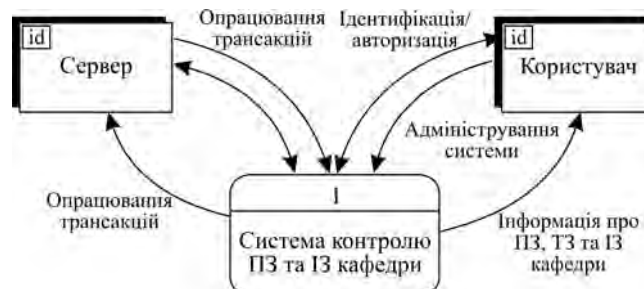 Опрацювання
трансакцій
Ідентифікація/
авторизація
id
Сервер
id
Користувач
Адміністрування
системи
Опрацювання
трансакцій
1
Система контролю
ПЗ та ІЗ кафедри
Інформація про
ПЗ, ТЗ та ІЗ
кафедри